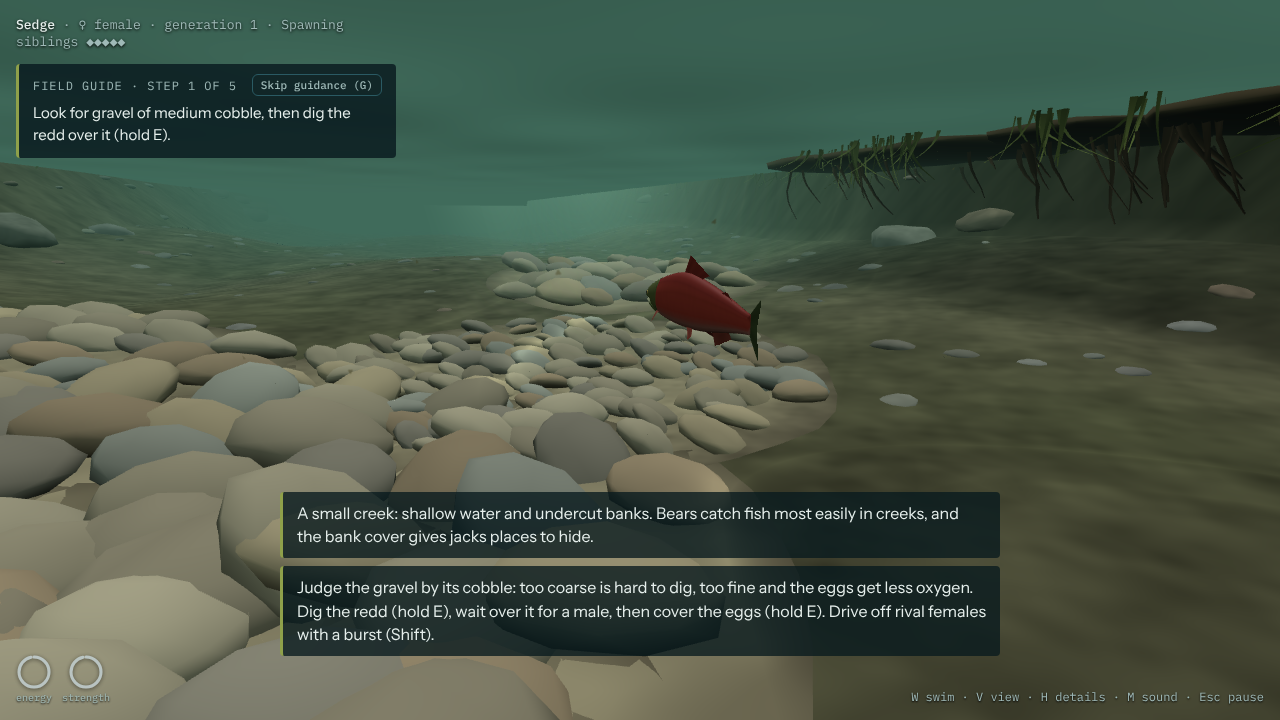 Sedge · ♀ female · generation 1 · Spawning
siblings ◆◆◆◆◆
FIELD GUIDE · STEP 1 OF 5 Skip guidance (G)
Look for gravel of medium cobble, then dig the
redd over it (hold E).
A small creek: shallow water and undercut banks. Bears catch fish most easily in creeks, and
the bank cover gives jacks places to hide.
Judge the gravel by its cobble: too coarse is hard to dig, too fine and the eggs get less oxygen.
Dig the redd (hold E), wait over it for a male, then cover the eggs (hold E). Drive off rival females
with a burst (Shift).
energy strength
W swim · V view · H details · M sound · Esc pause